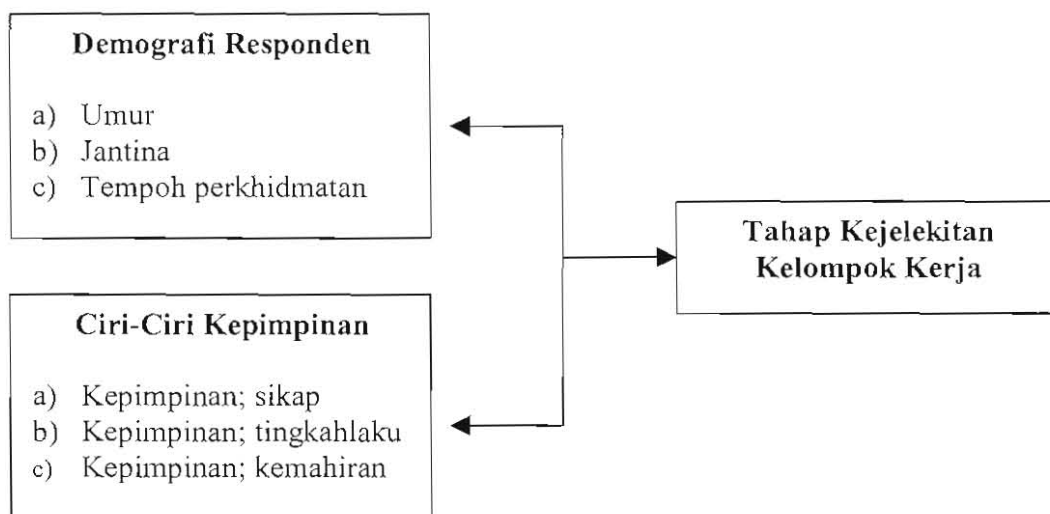 Demografi Responden
a) Umur
b) Jantina
c) Tempoh perkhidmatan
Tahap Kejelekitan
Kelompok Kerja
Ciri-Ciri Kepimpinan
a) Kepimpinan; sikap
b) Kepimpinan; tingkahlaku
c) Kepimpinan; kemahiran